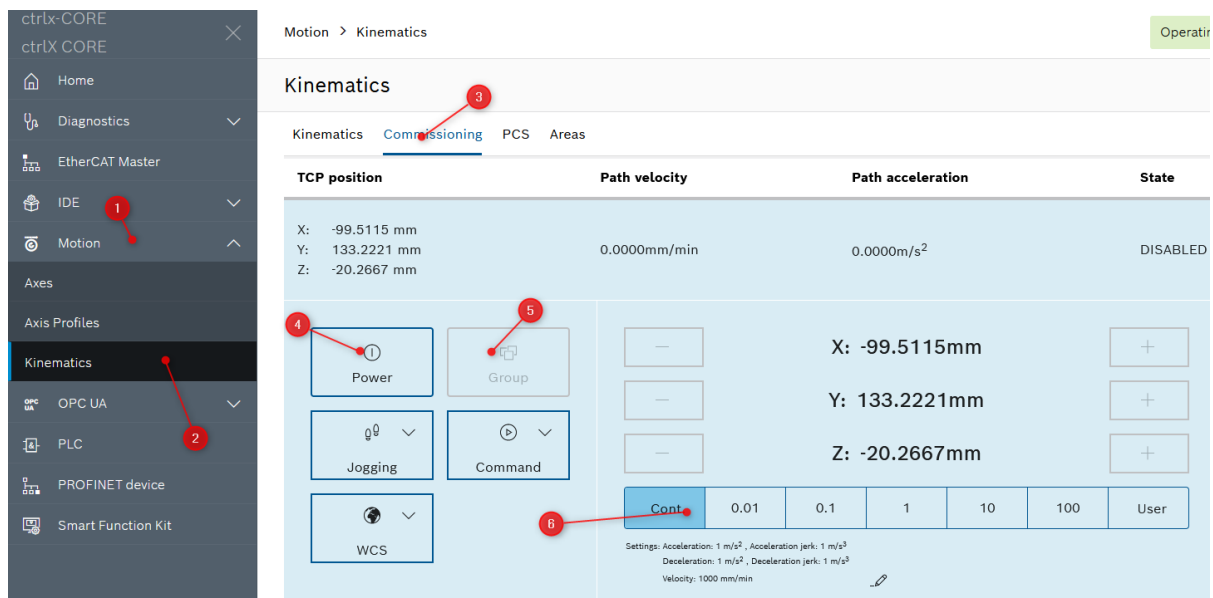 ctrlx-CORE
ctrlX CORE
Home
Diagnostics
EtherCAT Master
IDE
1
Motion
Axes
Axis Profiles
Kinematics
OPC UA
OPC UA
2
PLC
PROFINET device
Smart Function Kit
Motion > Kinematics
Operatin
Kinematics
3
Kinematics Commissioning PCS Areas
TCP position Path velocity Path acceleration State
X: -99.5115 mm
Y: 133.2221 mm
Z: -20.2667 mm
0.0000mm/min 0.0000m/s² DISABLED
4
5
Power Group
Jogging Command
WCS
6
X: -99.5115mm
Y: 133.2221mm
Z: -20.2667mm
Cont 0.01 0.1 1 10 100 User
Settings: Acceleration: 1 m/s² , Acceleration jerk: 1 m/s³
Deceleration: 1 m/s² , Deceleration jerk: 1 m/s³
Velocity: 1000 mm/min